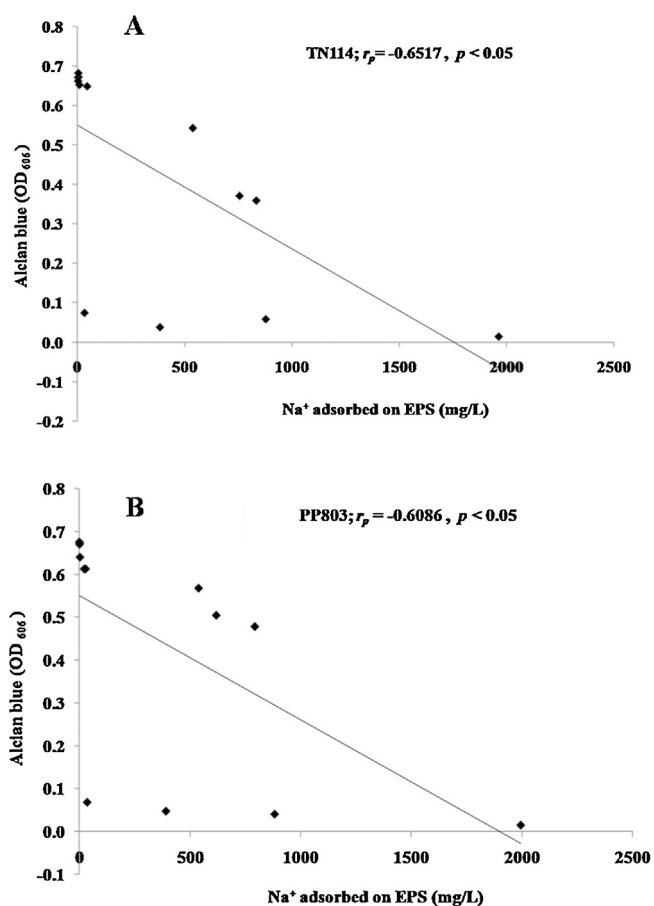 A
TN114; rp= -0.6517 , p < 0.05
Alcian blue (OD 606)
0.8
0.7
0.6
0.5
0.4
0.3
0.2
0.1
0.0
-0.1
-0.2
0 500 1000 1500 2000 2500
Na+ adsorbed on EPS (mg/L)
B
PP803; rp= -0.6086 , p < 0.05
Alcian blue (OD 606)
0.8
0.7
0.6
0.5
0.4
0.3
0.2
0.1
0.0
-0.1
0 500 1000 1500 2000 2500
Na+ adsorbed on EPS (mg/L)